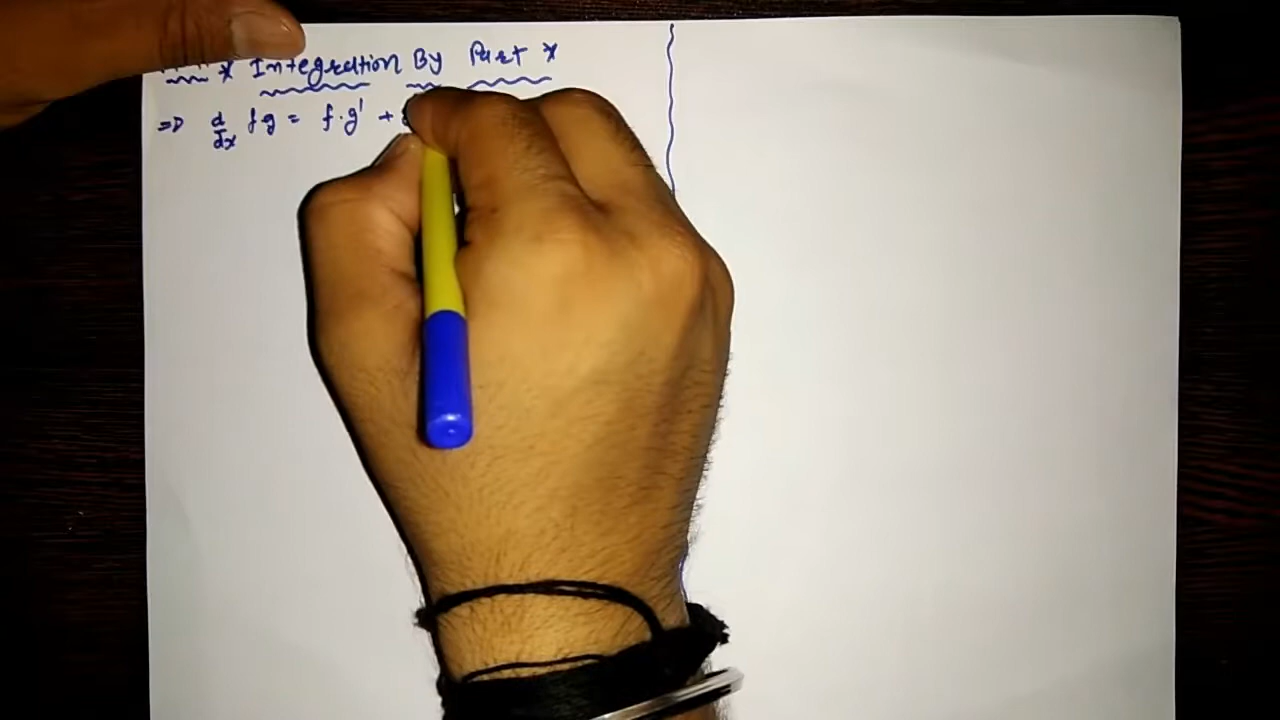 * Integration By Part *
=> d/dx fg = f.g' +